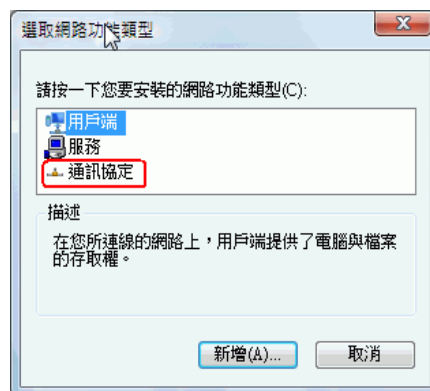 選取網路功能類型
請按一下您要安裝的網路功能類型(C):
用戶端
服務
通訊協定
描述
在您所連線的網路上，用戶端提供了電腦與檔案
的存取權。
新增(A)...
取消